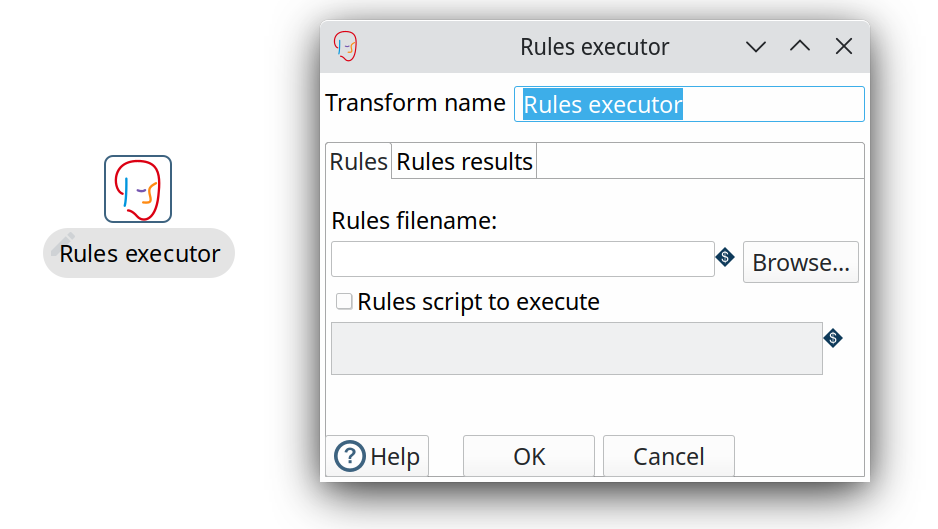 Rules executor
Rules executor
Transform name Rules executor
Rules Rules results
Rules filename:
$ Browse...
Rules script to execute
$
? Help OK Cancel